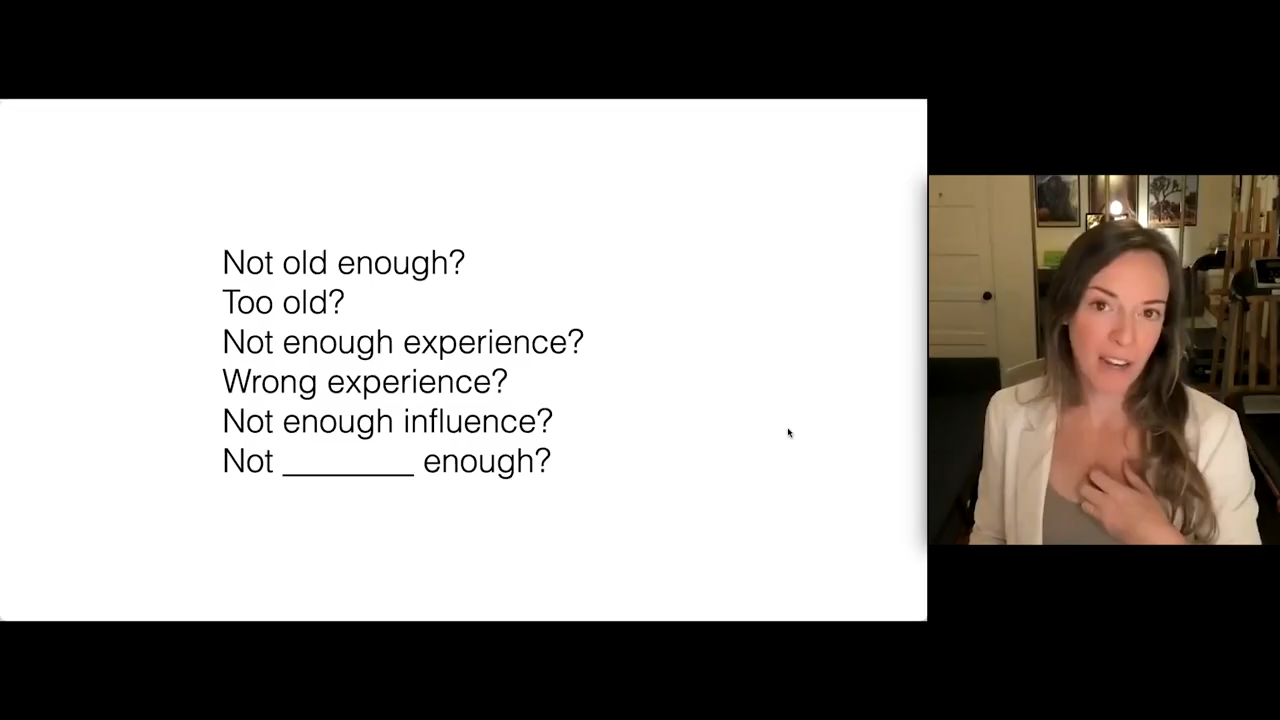 Not old enough?
Too old?
Not enough experience?
Wrong experience?
Not enough influence?
Not ________ enough?